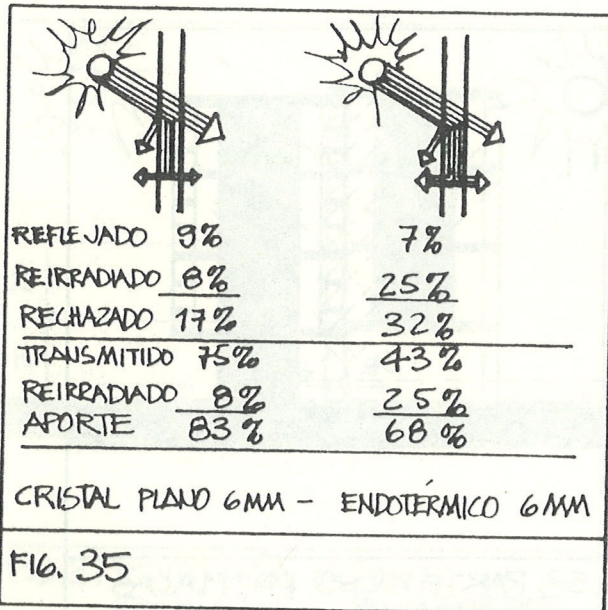 REFLEJADO 9% 7%
REIRRADIADO 8% 25%
RECHAZADO 17% 32%
TRANSMITIDO 75% 43%
REIRRADIADO 8% 25%
APORTE 83% 68%
CRISTAL PLANO 6MM - ENDOTÉRMICO 6MM
FIG. 35